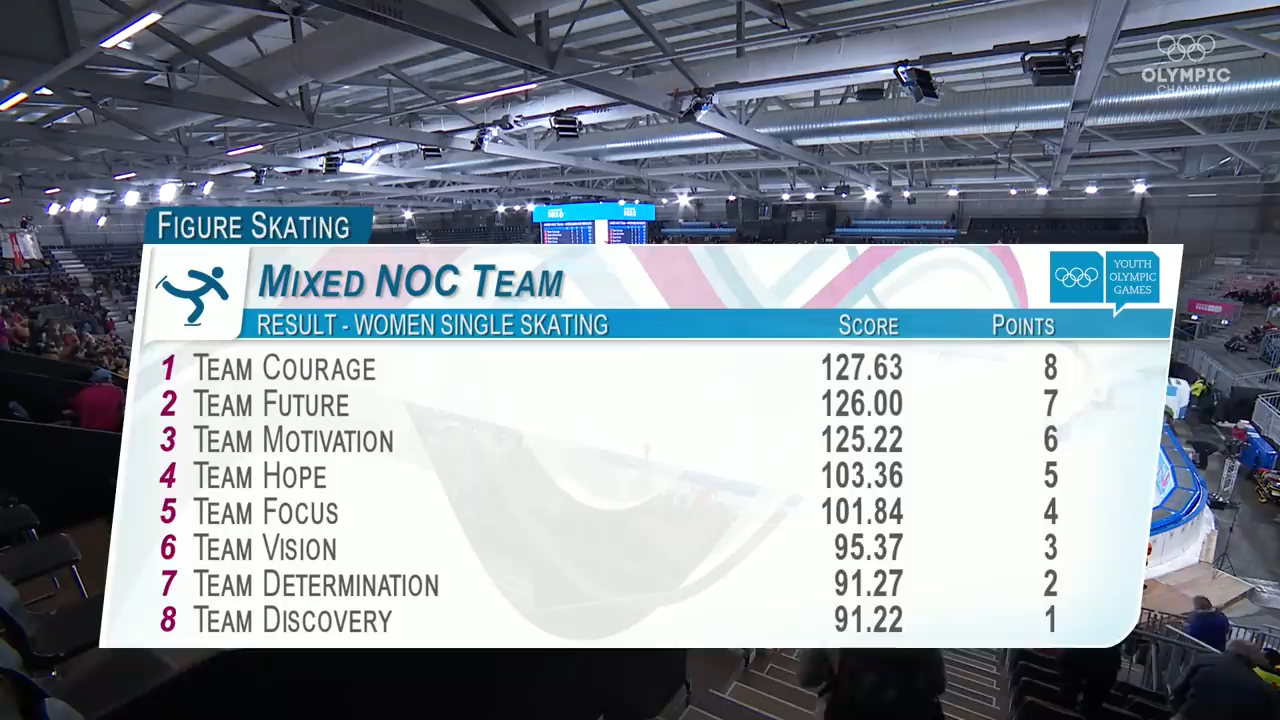 OLYMPIC
CHANNEL
FIGURE SKATING
MIXED NOC TEAM
YOUTH
OLYMPIC
GAMES
RESULT - WOMEN SINGLE SKATING SCORE POINTS
1 TEAM COURAGE 127.63 8
2 TEAM FUTURE 126.00 7
3 TEAM MOTIVATION 125.22 6
4 TEAM HOPE 103.36 5
5 TEAM FOCUS 101.84 4
6 TEAM VISION 95.37 3
7 TEAM DETERMINATION 91.27 2
8 TEAM DISCOVERY 91.22 1